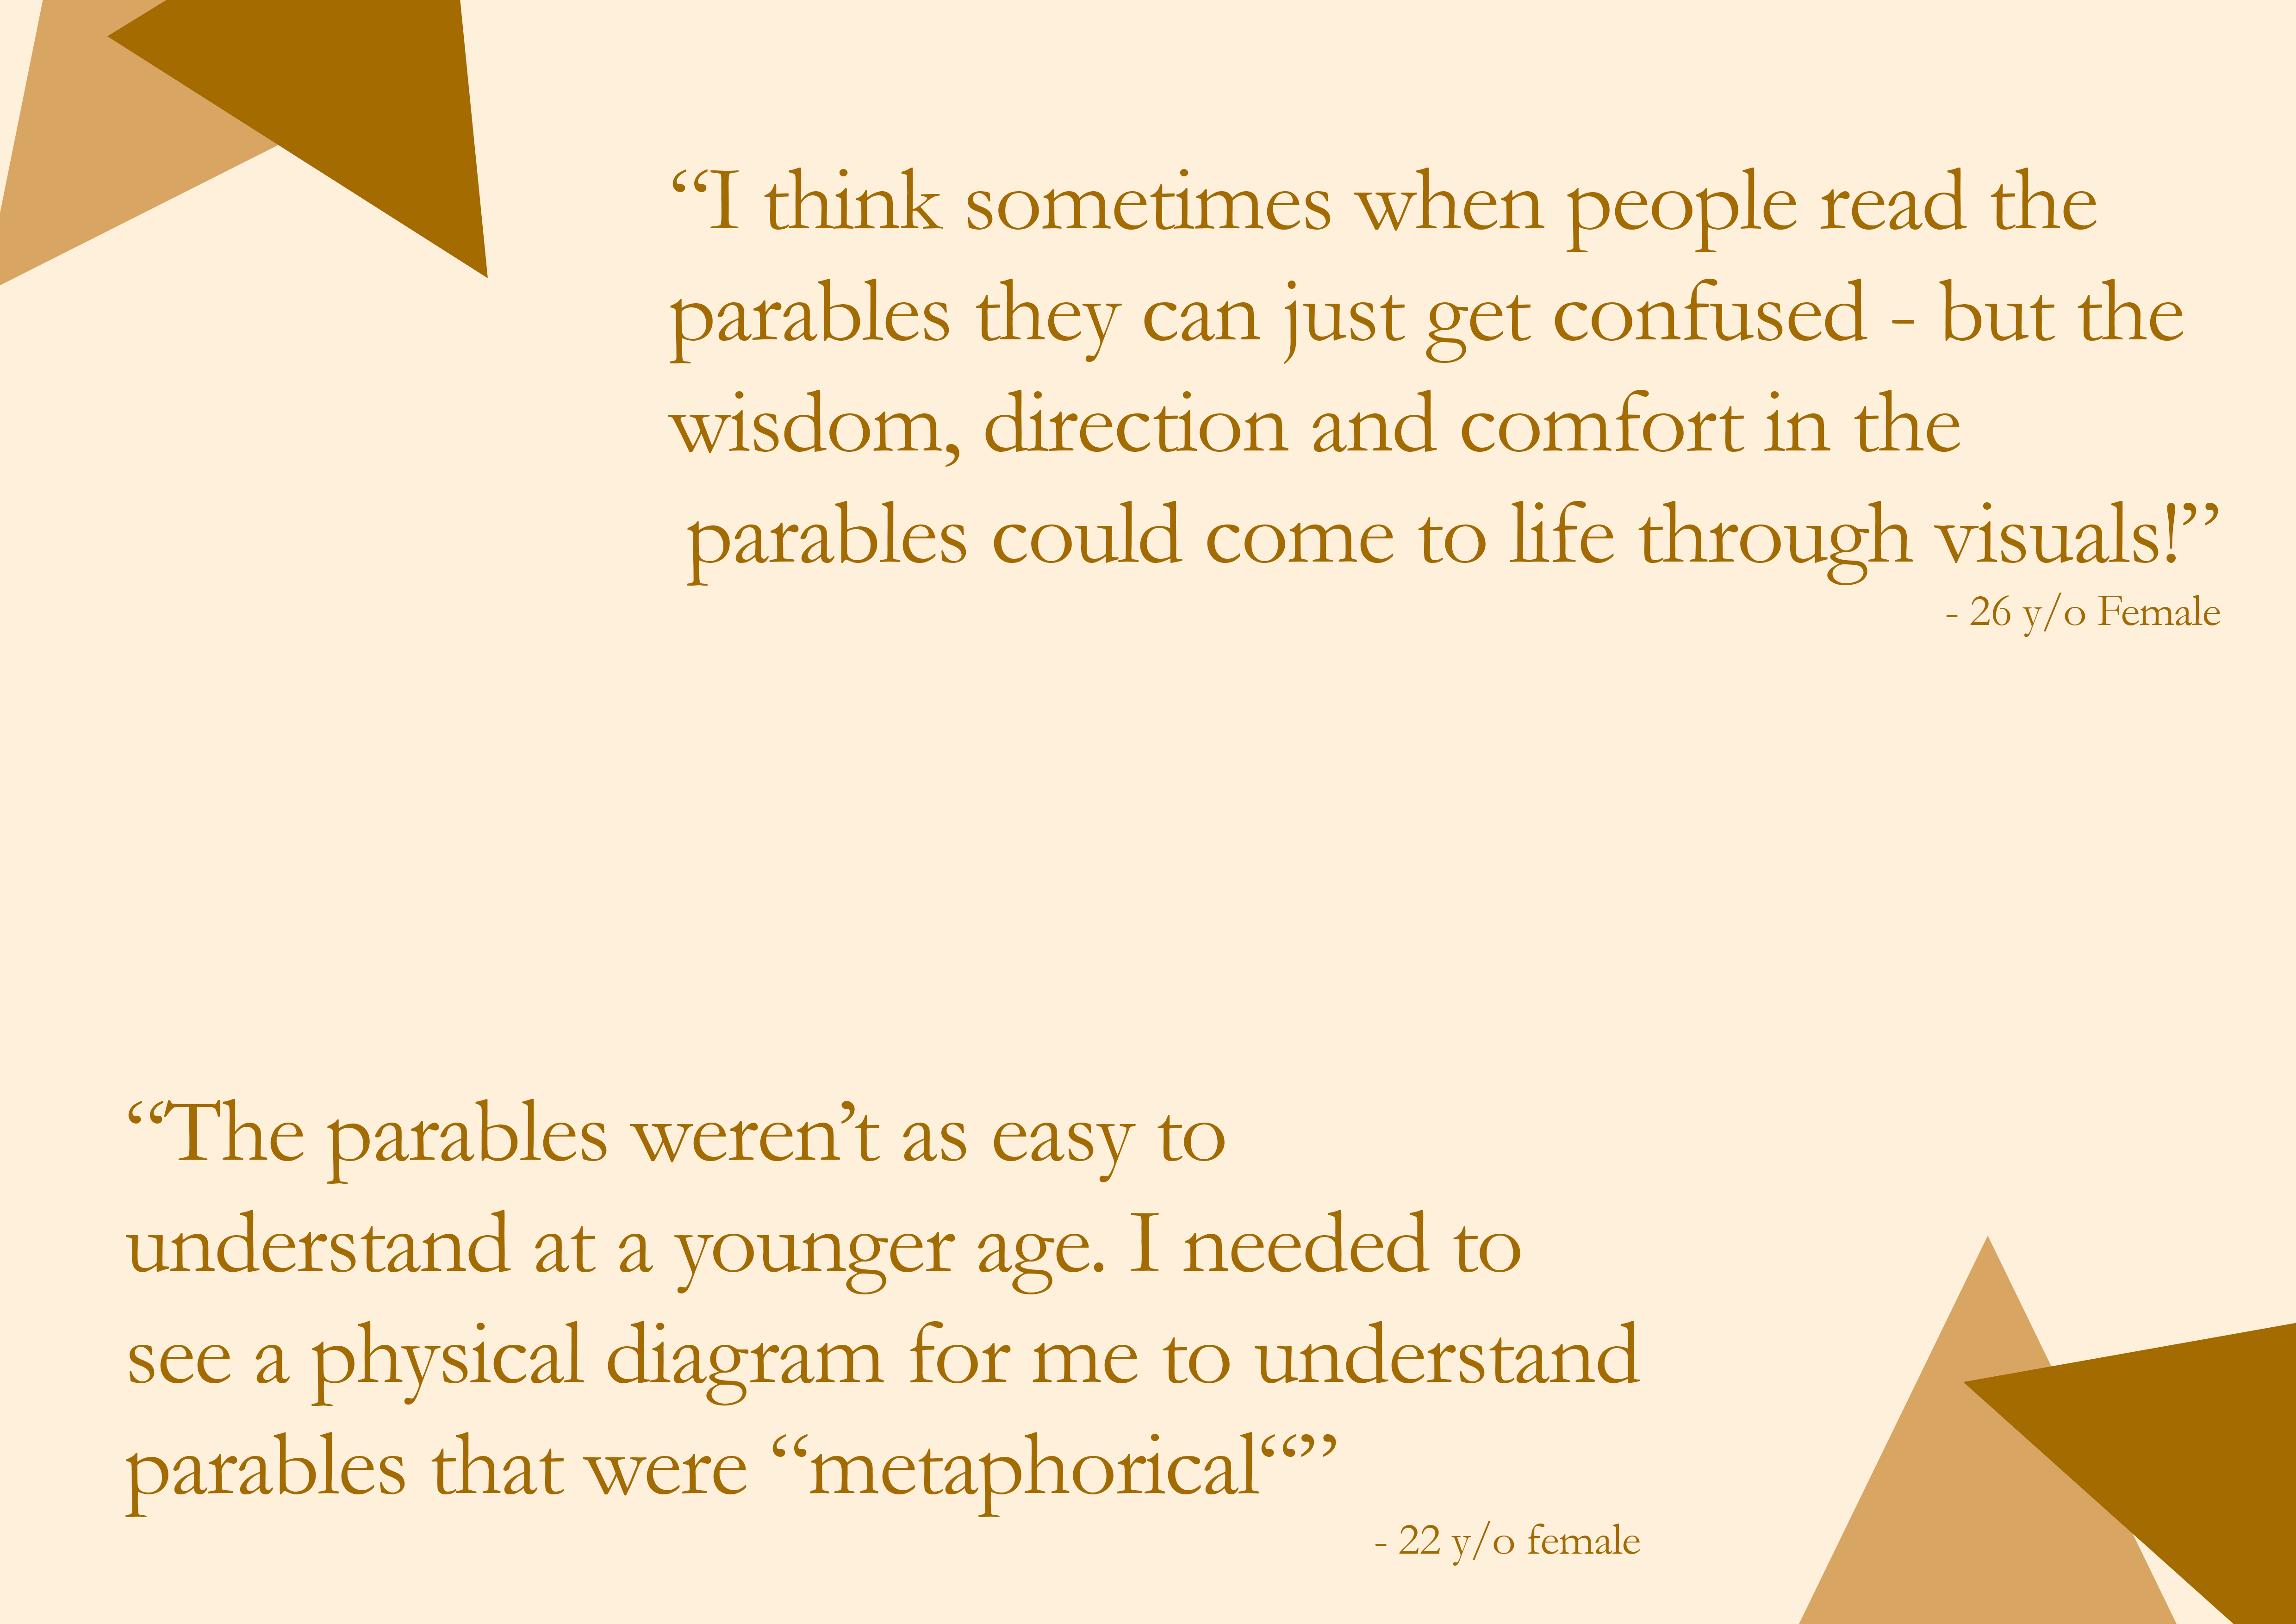 “I think sometimes when people read the
parables they can just get confused - but the
wisdom, direction and comfort in the
parables could come to life through visuals!”
- 26 y/o Female
“The parables weren’t as easy to
understand at a younger age. I needed to
see a physical diagram for me to understand
parables that were “metaphorical“”
- 22 y/o female